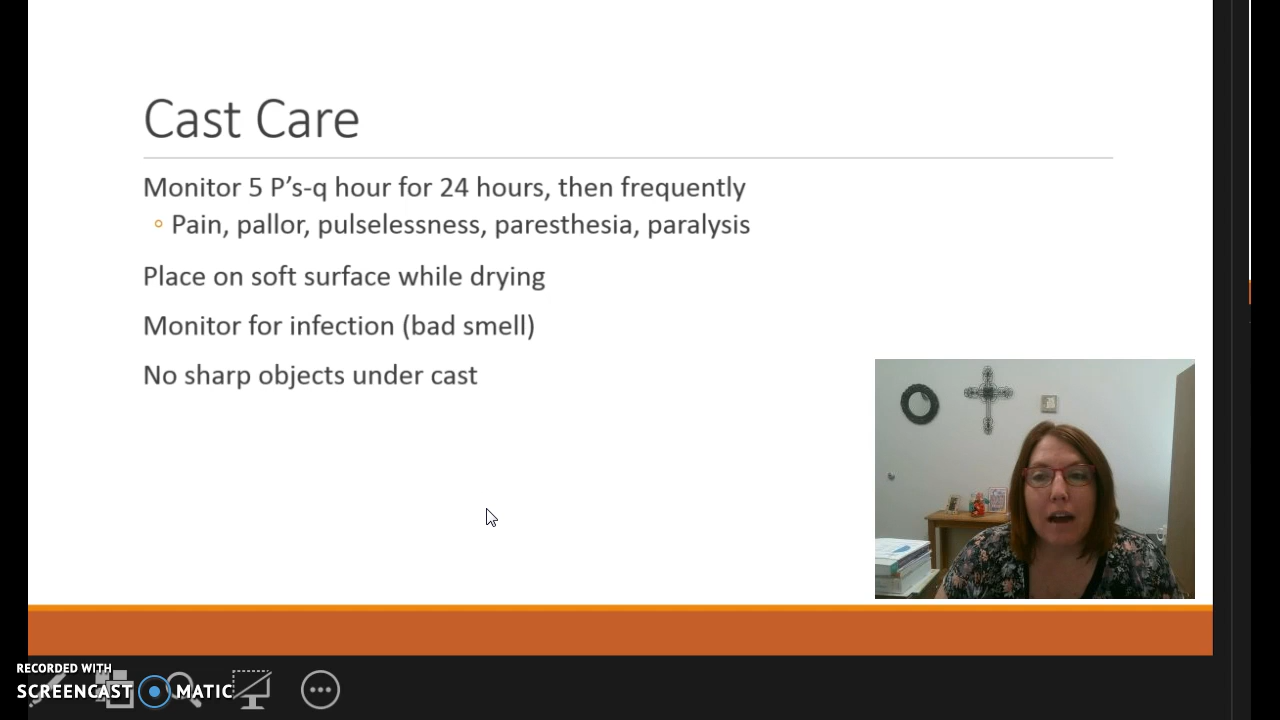 Cast Care
Monitor 5 P’s-q hour for 24 hours, then frequently
Pain, pallor, pulselessness, paresthesia, paralysis
Place on soft surface while drying
Monitor for infection (bad smell)
No sharp objects under cast
RECORDED WITH
SCREENCAST MATIC